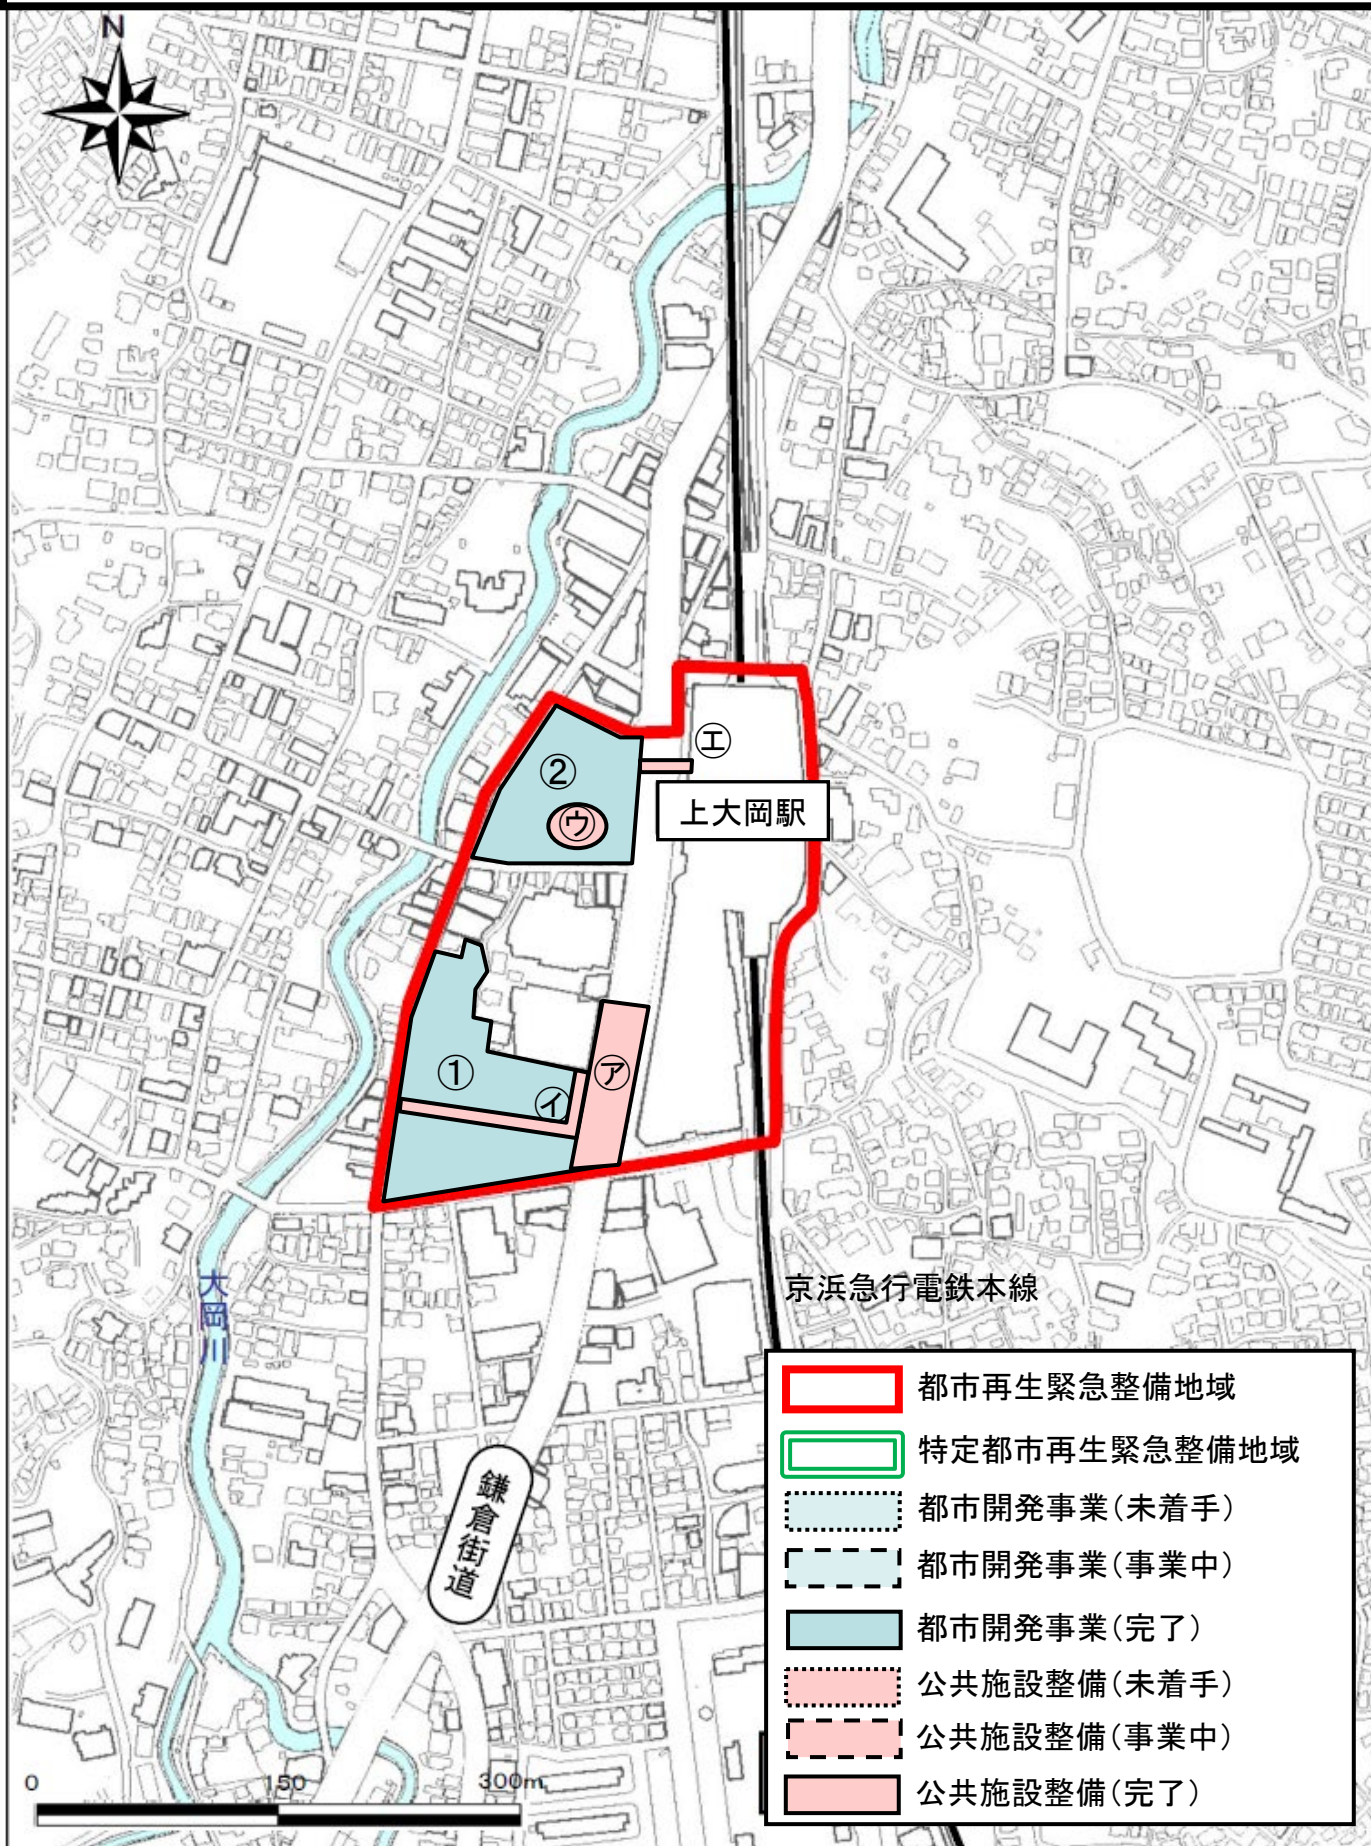 N
㋓
②
上大岡駅
㋒
①
㋐
㋑
大岡川
京浜急行電鉄本線
鎌倉街道
都市再生緊急整備地域
特定都市再生緊急整備地域
都市開発事業(未着手)
都市開発事業(事業中)
都市開発事業(完了)
公共施設整備(未着手)
公共施設整備(事業中)
公共施設整備(完了)
0 150 300m